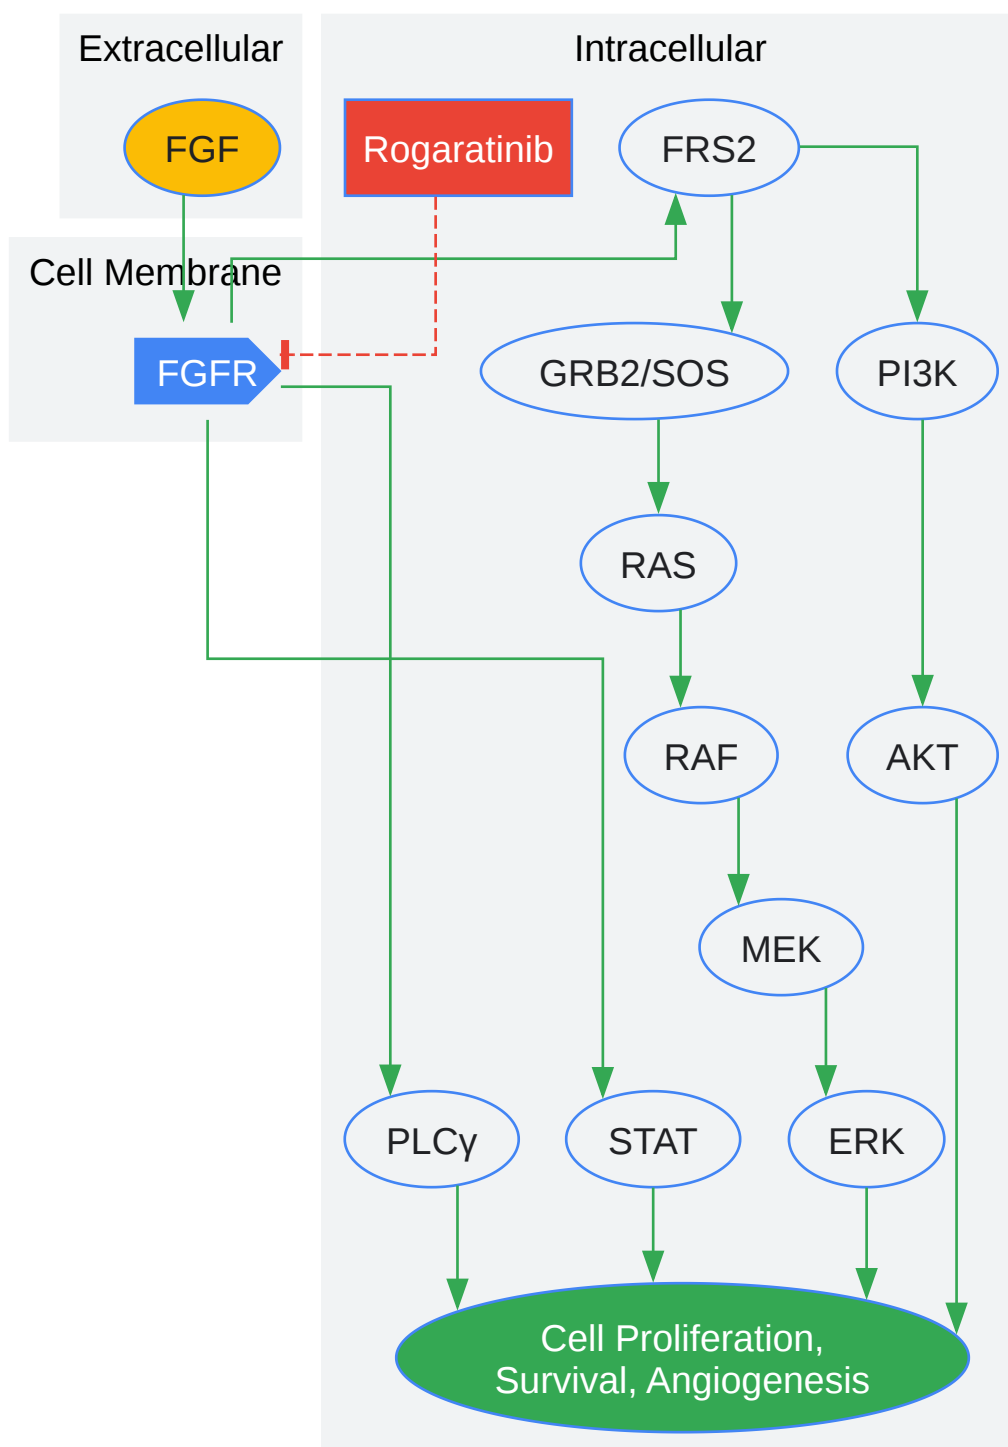 Extracellular
Intracellular
FGF
Rogaratinib
FRS2
Cell Membrane
FGFR
GRB2/SOS
PI3K
RAS
RAF
AKT
MEK
PLCγ
STAT
ERK
Cell Proliferation,
Survival, Angiogenesis